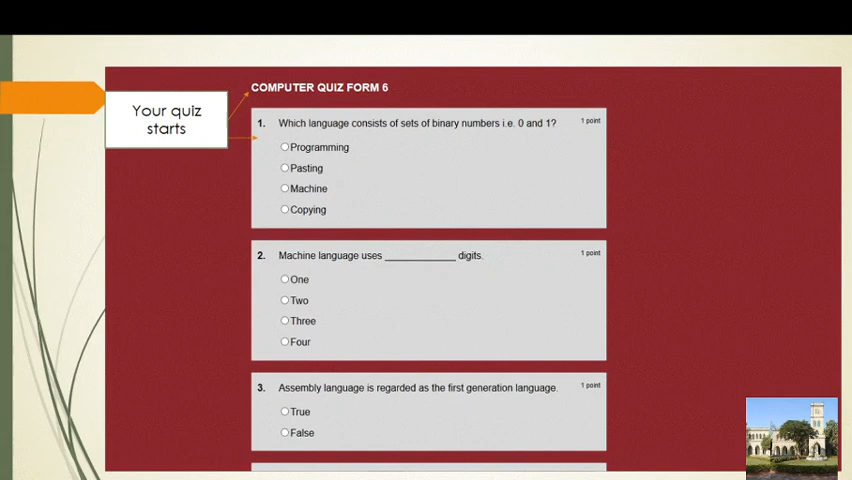 COMPUTER QUIZ FORM 6
Your quiz
starts
1. Which language consists of sets of binary numbers i.e. 0 and 1? 1 point
Programming
Pasting
Machine
Copying
2. Machine language uses _____________ digits. 1 point
One
Two
Three
Four
3. Assembly language is regarded as the first generation language. 1 point
True
False